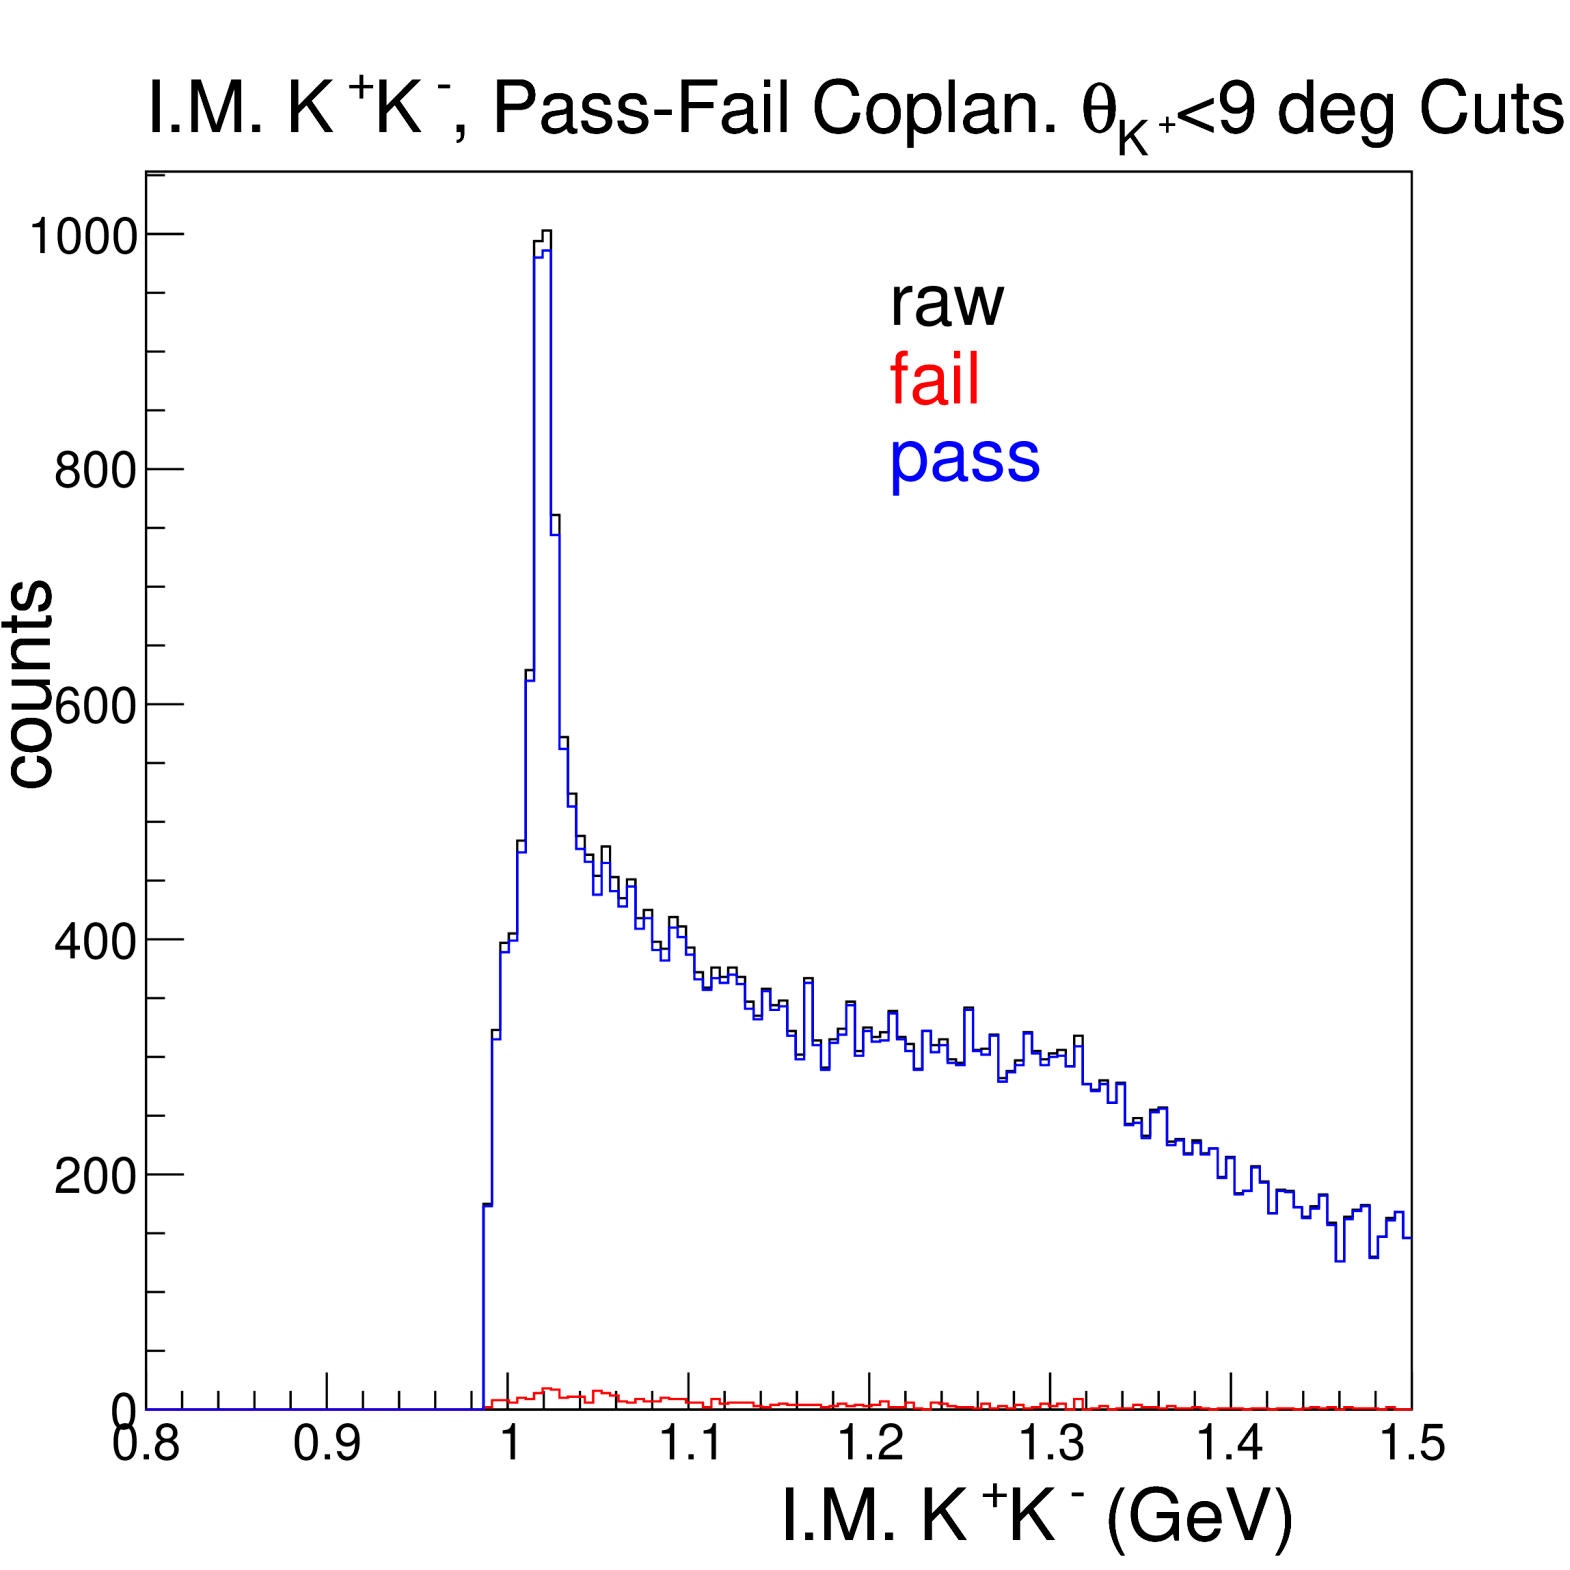 I.M. K⁺K⁻, Pass-Fail Coplan. θ_K⁺<9 deg Cuts
raw
fail
pass
counts
1000
800
600
400
200
0
0.8 0.9 1 1.1 1.2 1.3 1.4 1.5
I.M. K⁺K⁻ (GeV)